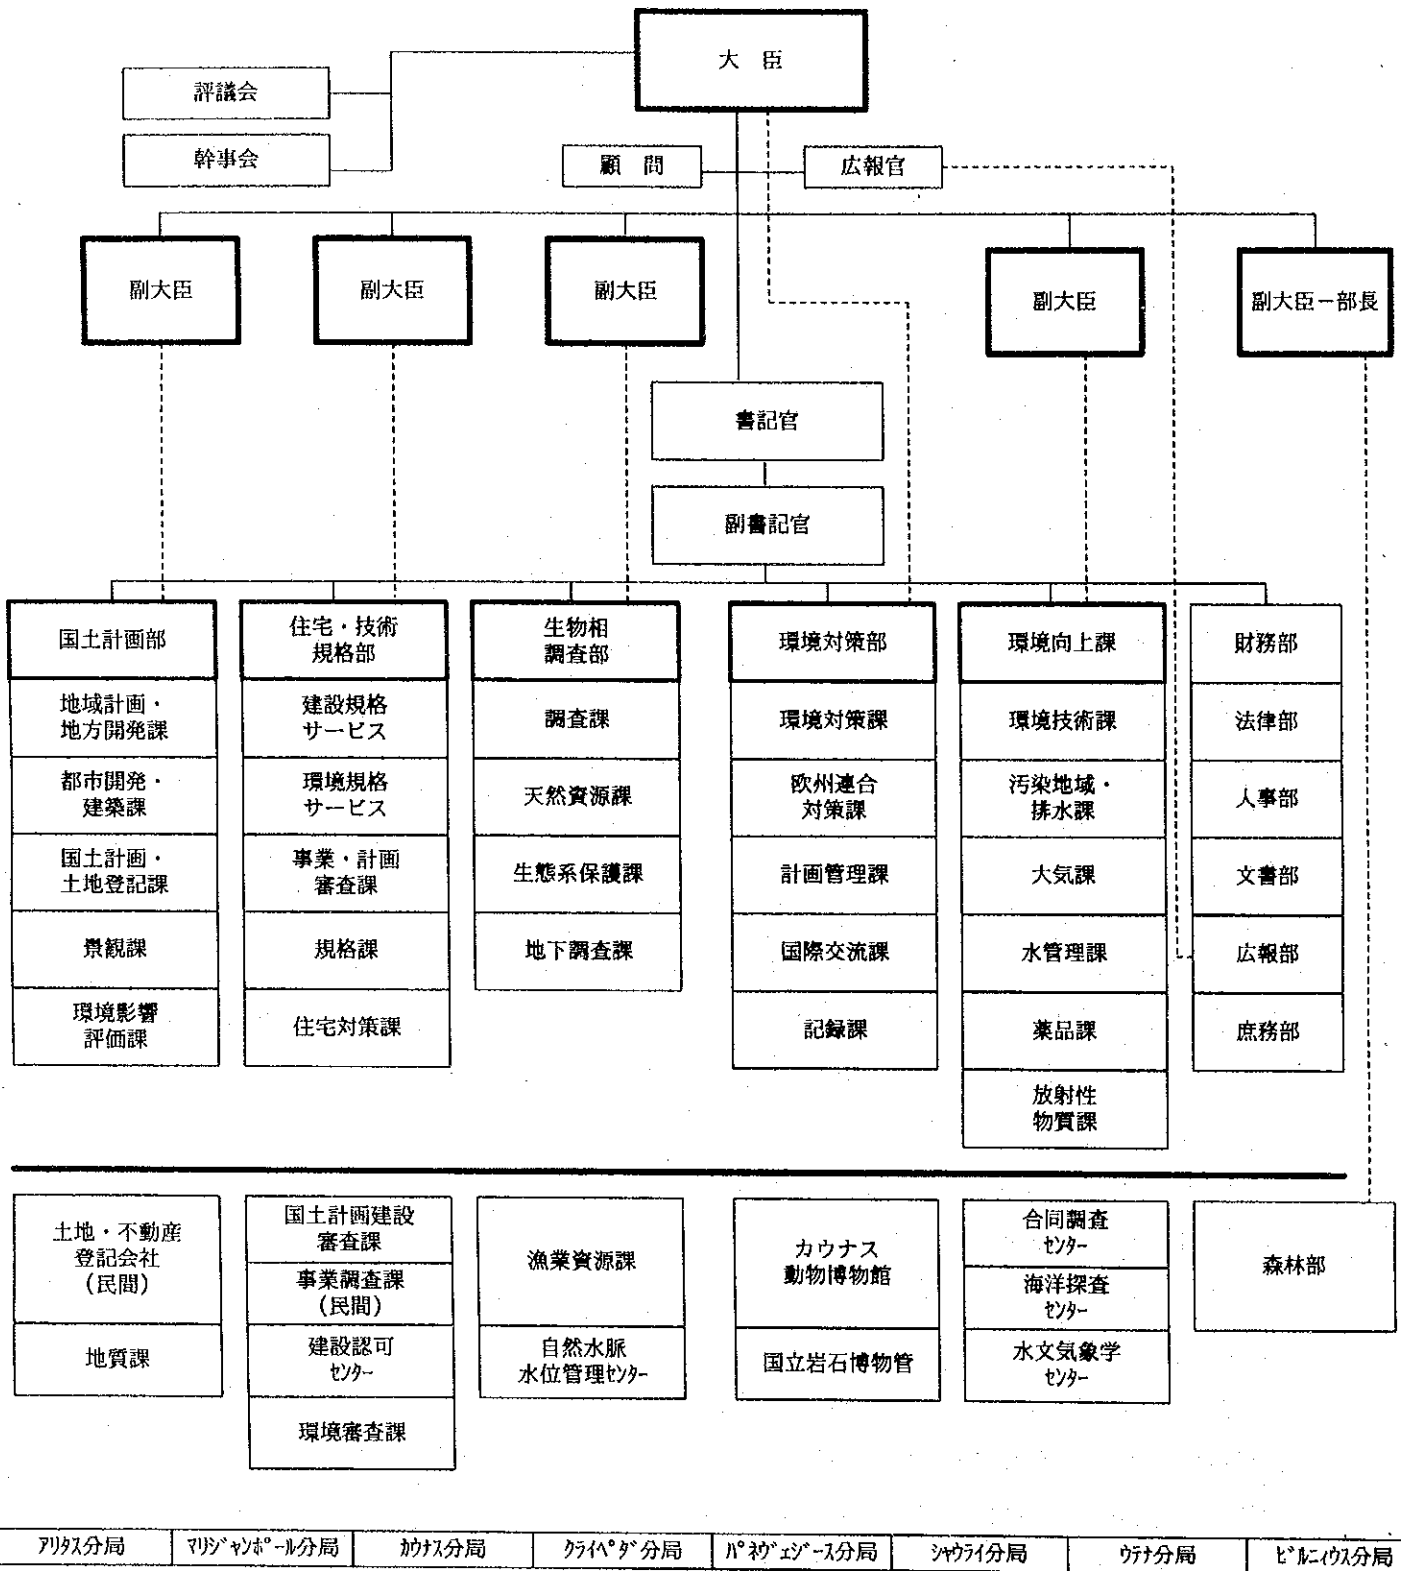 大　臣
評議会
幹事会
顧　問
広報官
副大臣
副大臣
副大臣
副大臣
副大臣－部長
書記官
副書記官
国土計画部
地域計画・
地方開発課
都市開発・
建築課
国土計画・
土地登記課
景観課
環境影響
評価課
住宅・技術
規格部
建設規格
サービス
環境規格
サービス
事業・計画
審査課
規格課
住宅対策課
生物相
調査部
調査課
天然資源課
生態系保護課
地下調査課
環境対策部
環境対策課
欧州連合
対策課
計画管理課
国際交流課
記録課
環境向上課
環境技術課
汚染地域・
排水課
大気課
水管理課
薬品課
放射性
物質課
財務部
法律部
人事部
文書部
広報部
庶務部
土地・不動産
登記会社
（民間）
地質課
国土計画建設
審査課
事業調査課
（民間）
建設認可
ｾﾝﾀｰ
環境審査課
漁業資源課
自然水脈
水位管理ｾﾝﾀｰ
カウナス
動物博物館
国立岩石博物管
合同調査
ｾﾝﾀｰ
海洋探査
ｾﾝﾀｰ
水文気象学
ｾﾝﾀｰ
森林部
ｱﾘﾀｽ分局
ﾏﾘｼﾞｬﾝﾎﾟｰﾙ分局
ｶｳﾅｽ分局
ｸﾗｲﾍﾟﾀﾞ分局
ﾊﾟﾈｳﾞｪｼﾞｰｽ分局
ｼｬｳﾗｲ分局
ｳﾃﾅ分局
ﾋﾞﾙﾆｨｳｽ分局